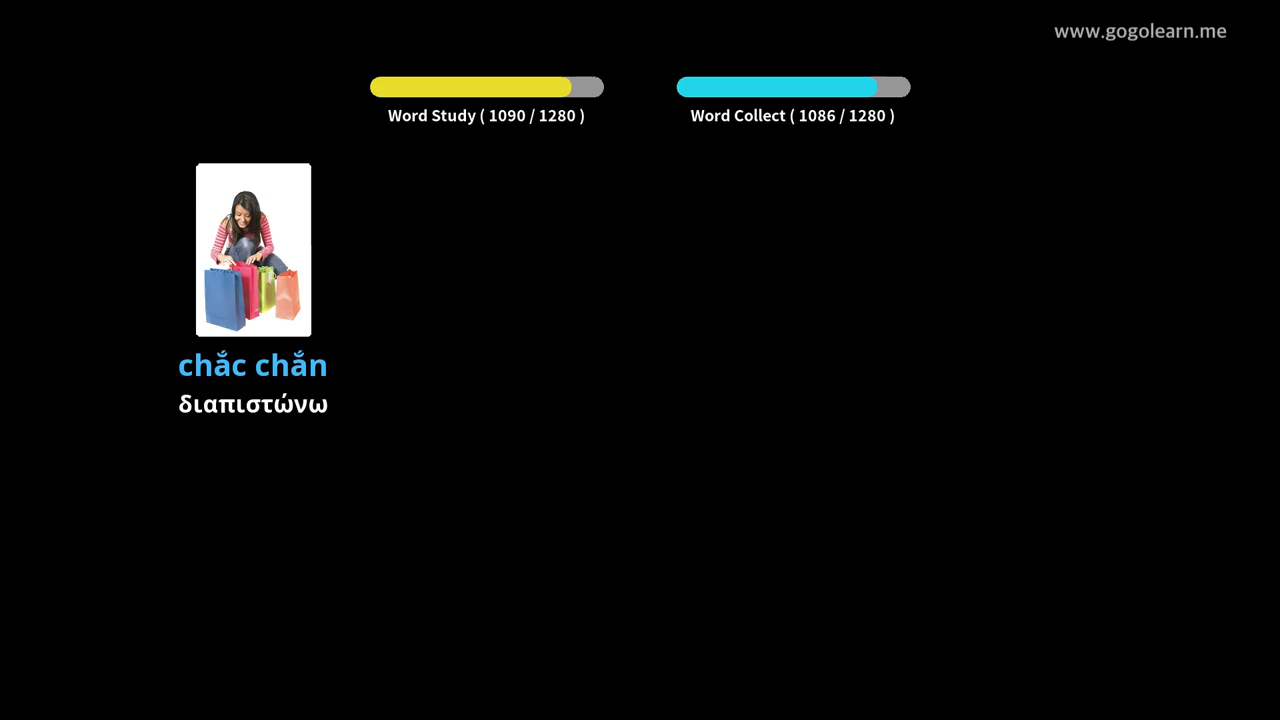 www.gogolearn.me
Word Study ( 1090 / 1280 )
Word Collect ( 1086 / 1280 )
chắc chắn
διαπιστώνω